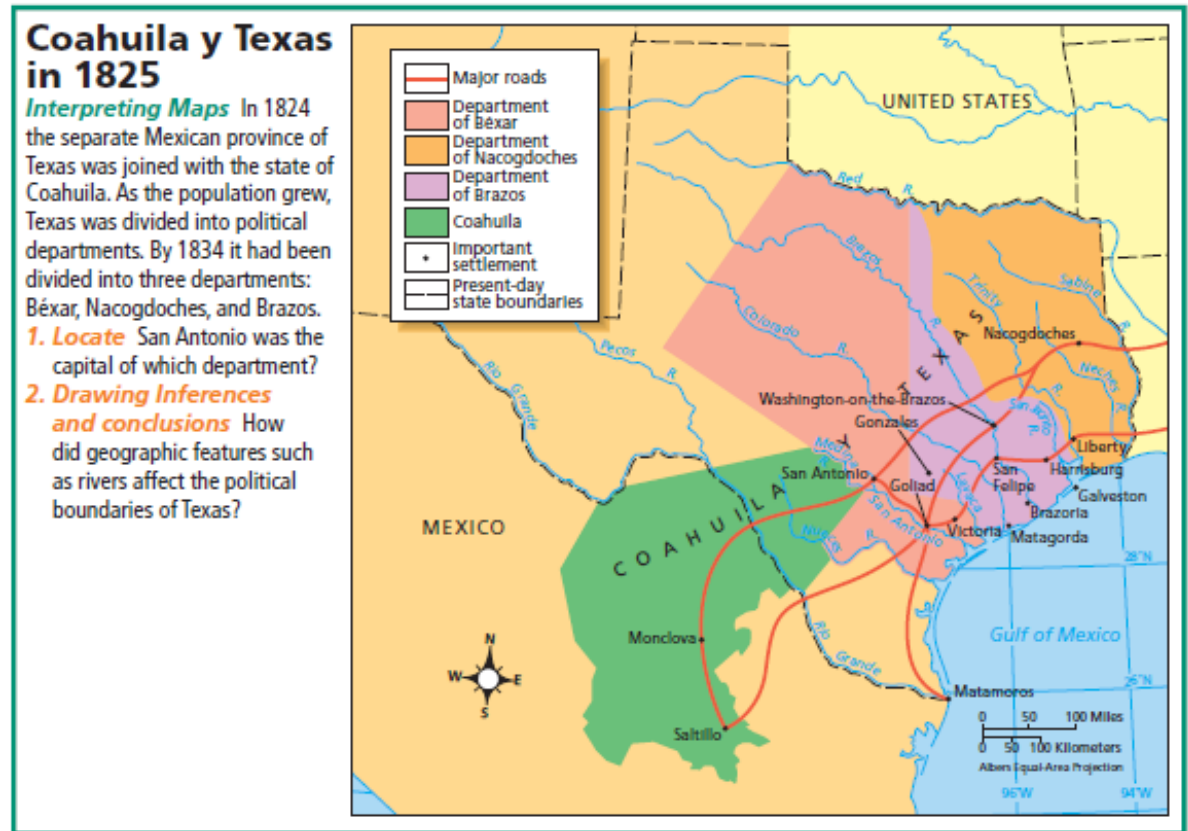 Coahuila y Texas
in 1825
Interpreting Maps In 1824
the separate Mexican province of
Texas was joined with the state of
Coahuila. As the population grew,
Texas was divided into political
departments. By 1834 it had been
divided into three departments:
Béxar, Nacogdoches, and Brazos.
1. Locate San Antonio was the
capital of which department?
2. Drawing Inferences
and conclusions How
did geographic features such
as rivers affect the political
boundaries of Texas?
Major roads
Department
of Béxar
Department
of Nacogdoches
Department
of Brazos
Coahuila
Important
settlement
Present-day
state boundaries
UNITED STATES
Red R.
Brazos R.
Trinity R.
Sabine R.
Colorado R.
Nacogdoches
Neches R.
Pecos R.
Rio Grande
TEXAS
Washington-on-the-Brazos
Gonzales
San Jacinto R.
Medina R.
Y
Liberty
San Antonio
Goliad
Lavaca R.
San
Felipe
Harrisburg
Galveston
Brazoria
San Antonio R.
Victoria
Matagorda
MEXICO
COAHUILA
Nueces R.
28°N
Monclova
Rio Grande
Gulf of Mexico
N
W
E
S
26°N
Matamoros
Saltillo
0 50 100 Miles
0 50 100 Kilometers
Albers Equal-Area Projection
96°W
94°W